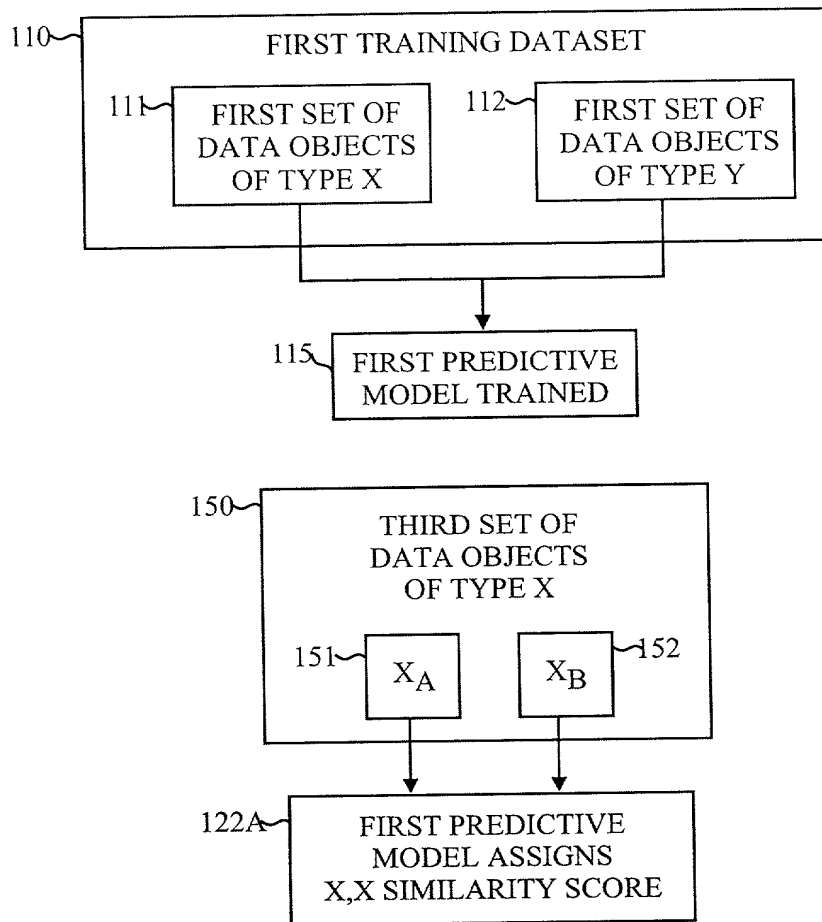 110
FIRST TRAINING DATASET
111
FIRST SET OF
DATA OBJECTS
OF TYPE X
112
FIRST SET OF
DATA OBJECTS
OF TYPE Y
115
FIRST PREDICTIVE
MODEL TRAINED
150
THIRD SET OF
DATA OBJECTS
OF TYPE X
151
XA
XB
152
122A
FIRST PREDICTIVE
MODEL ASSIGNS
X,X SIMILARITY SCORE